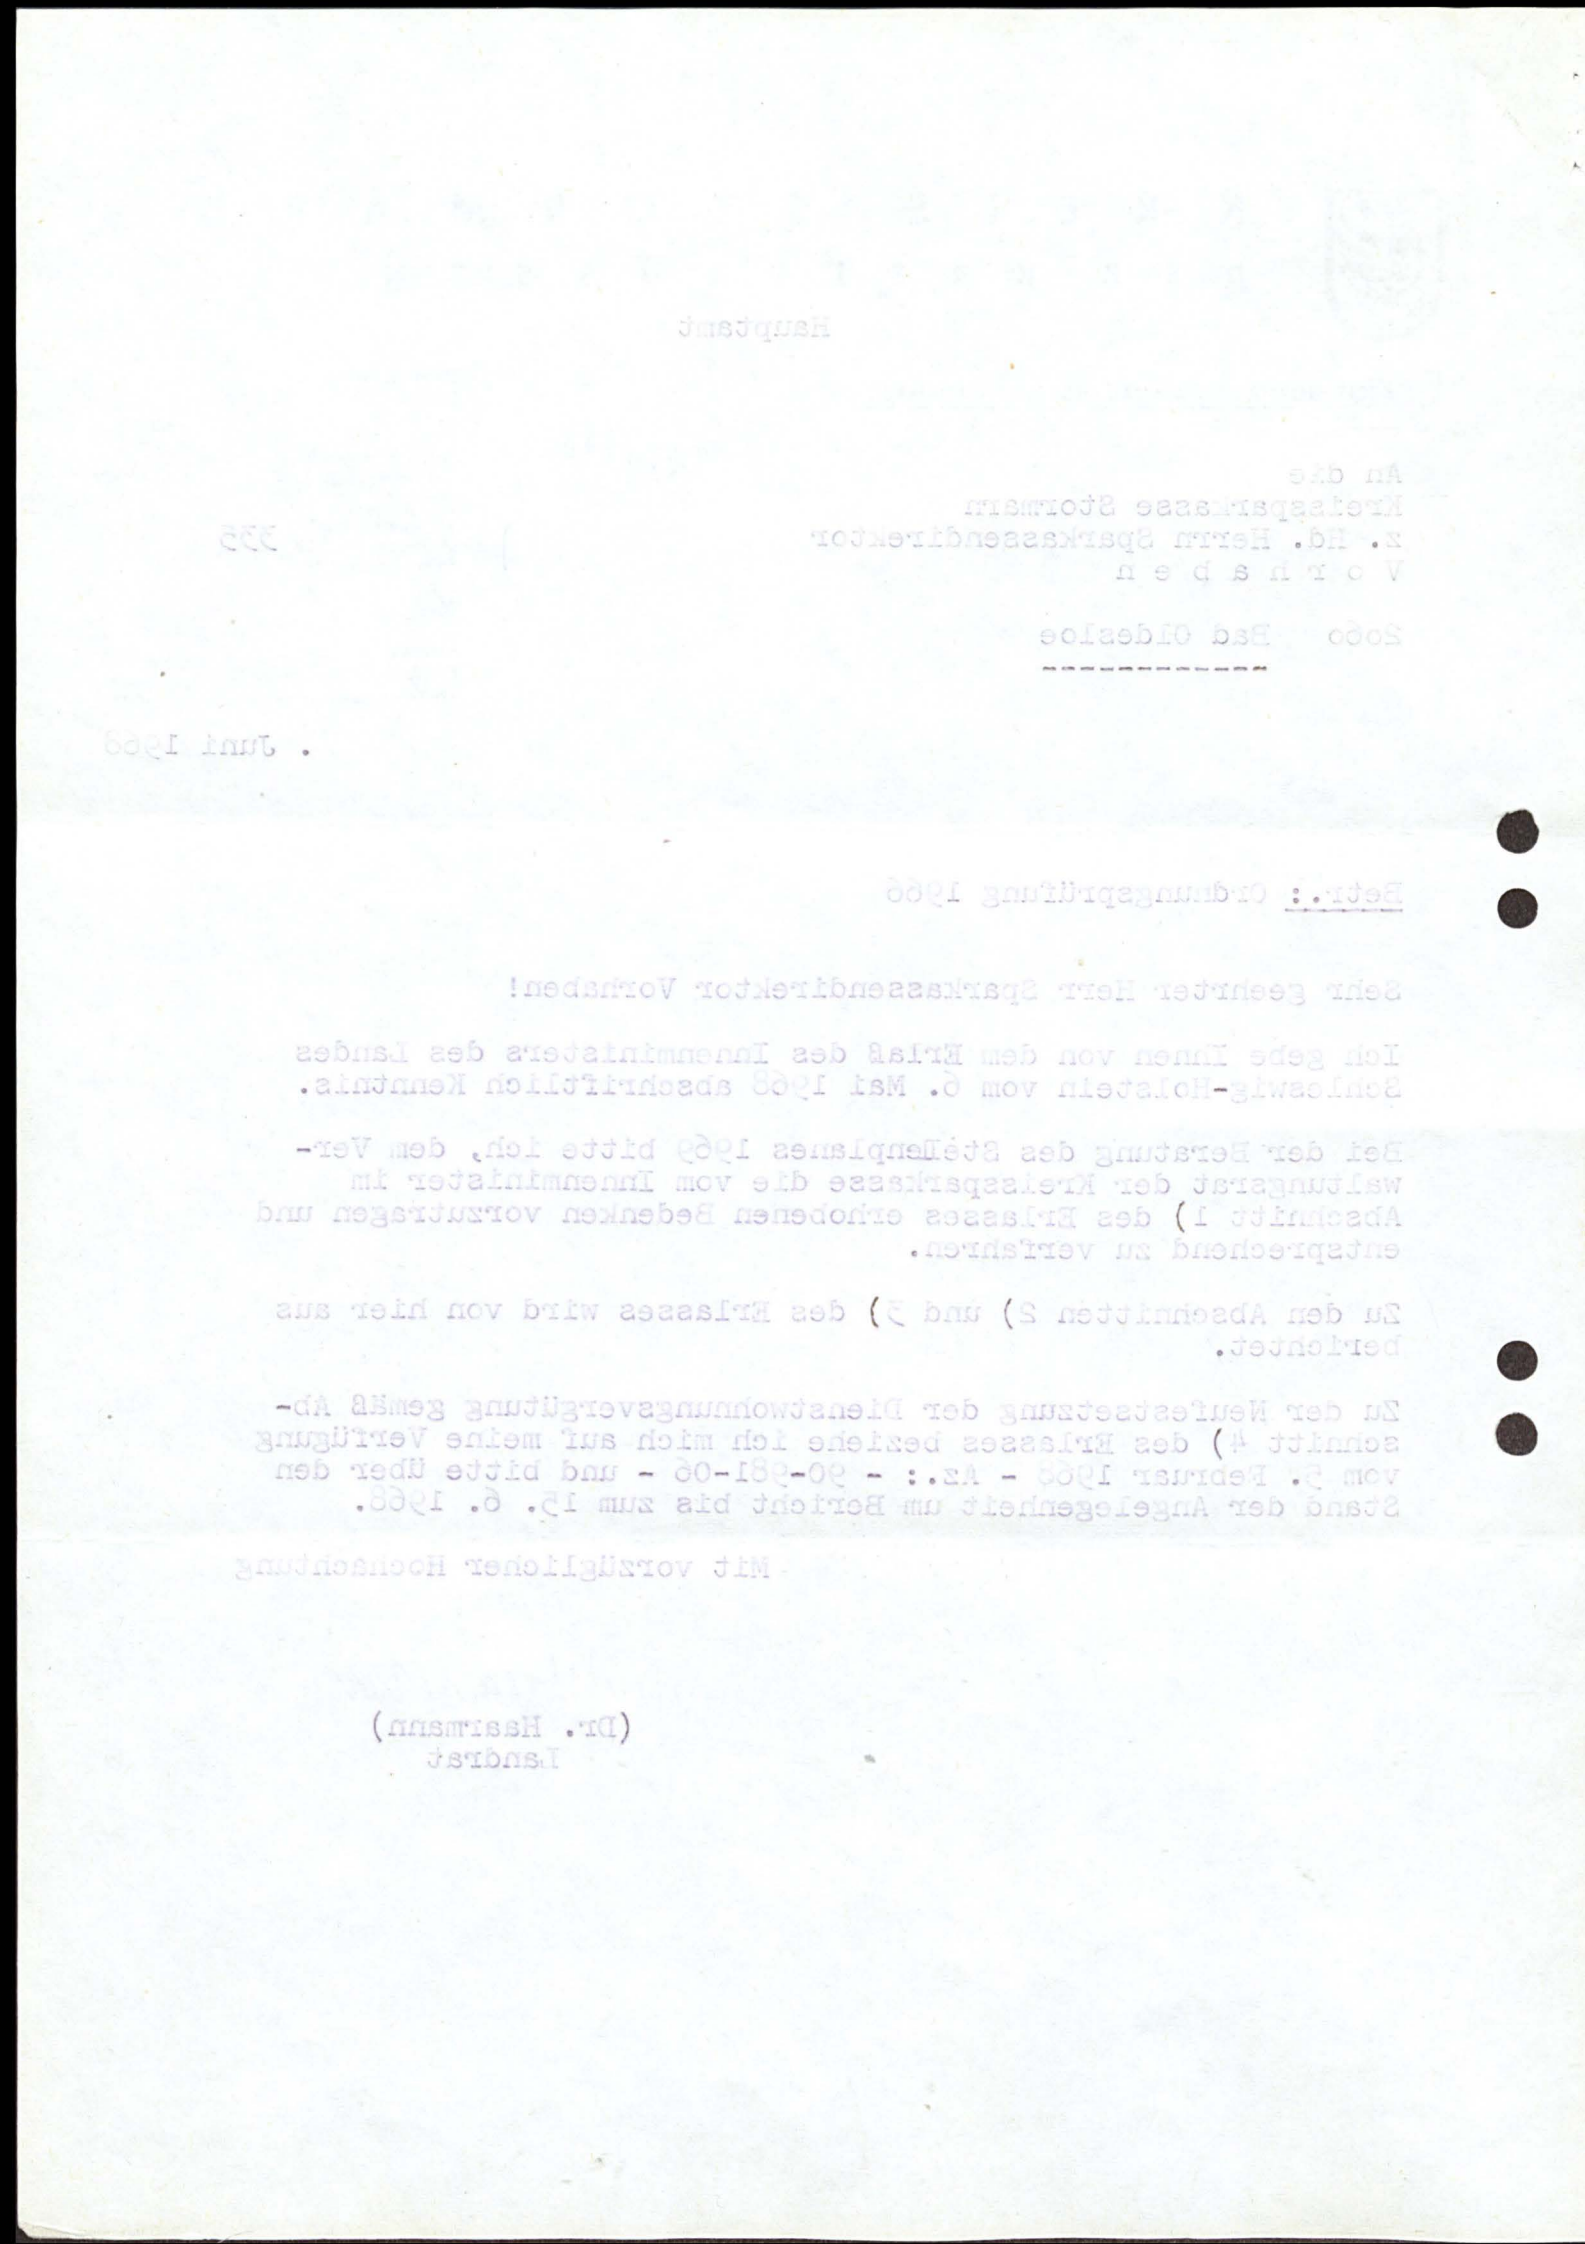 Hauptamt
An die
Kreissparkasse Stormarn
z. Hd. Herrn Sparkassendirektor
335
V o r h a b e n
2o6o Bad Oldesloe
. Juni 1968
Betr.: Ordnungsprüfung 1966
Sehr geehrter Herr Sparkassendirektor Vorhaben!
Ich gebe Ihnen von dem Erlaß des Innenministers des Landes
Schleswig-Holstein vom 6. Mai 1968 abschriftlich Kenntnis.
Bei der Beratung des Stellenplanes 1969 bitte ich, dem Ver-
waltungsrat der Kreissparkasse die vom Innenminister im
Abschnitt 1) des Erlasses erhobenen Bedenken vorzutragen und
entsprechend zu verfahren.
Zu den Abschnitten 2) und 3) des Erlasses wird von hier aus
berichtet.
Zu der Neufestsetzung der Dienstwohnungsvergütung gemäß Ab-
schnitt 4) des Erlasses beziehe ich mich auf meine Verfügung
vom 5. Februar 1968 - Az.: - 90-981-06 - und bitte über den
Stand der Angelegenheit um Bericht bis zum 15. 6. 1968.
Mit vorzüglicher Hochachtung
(Dr. Haarmann)
Landrat